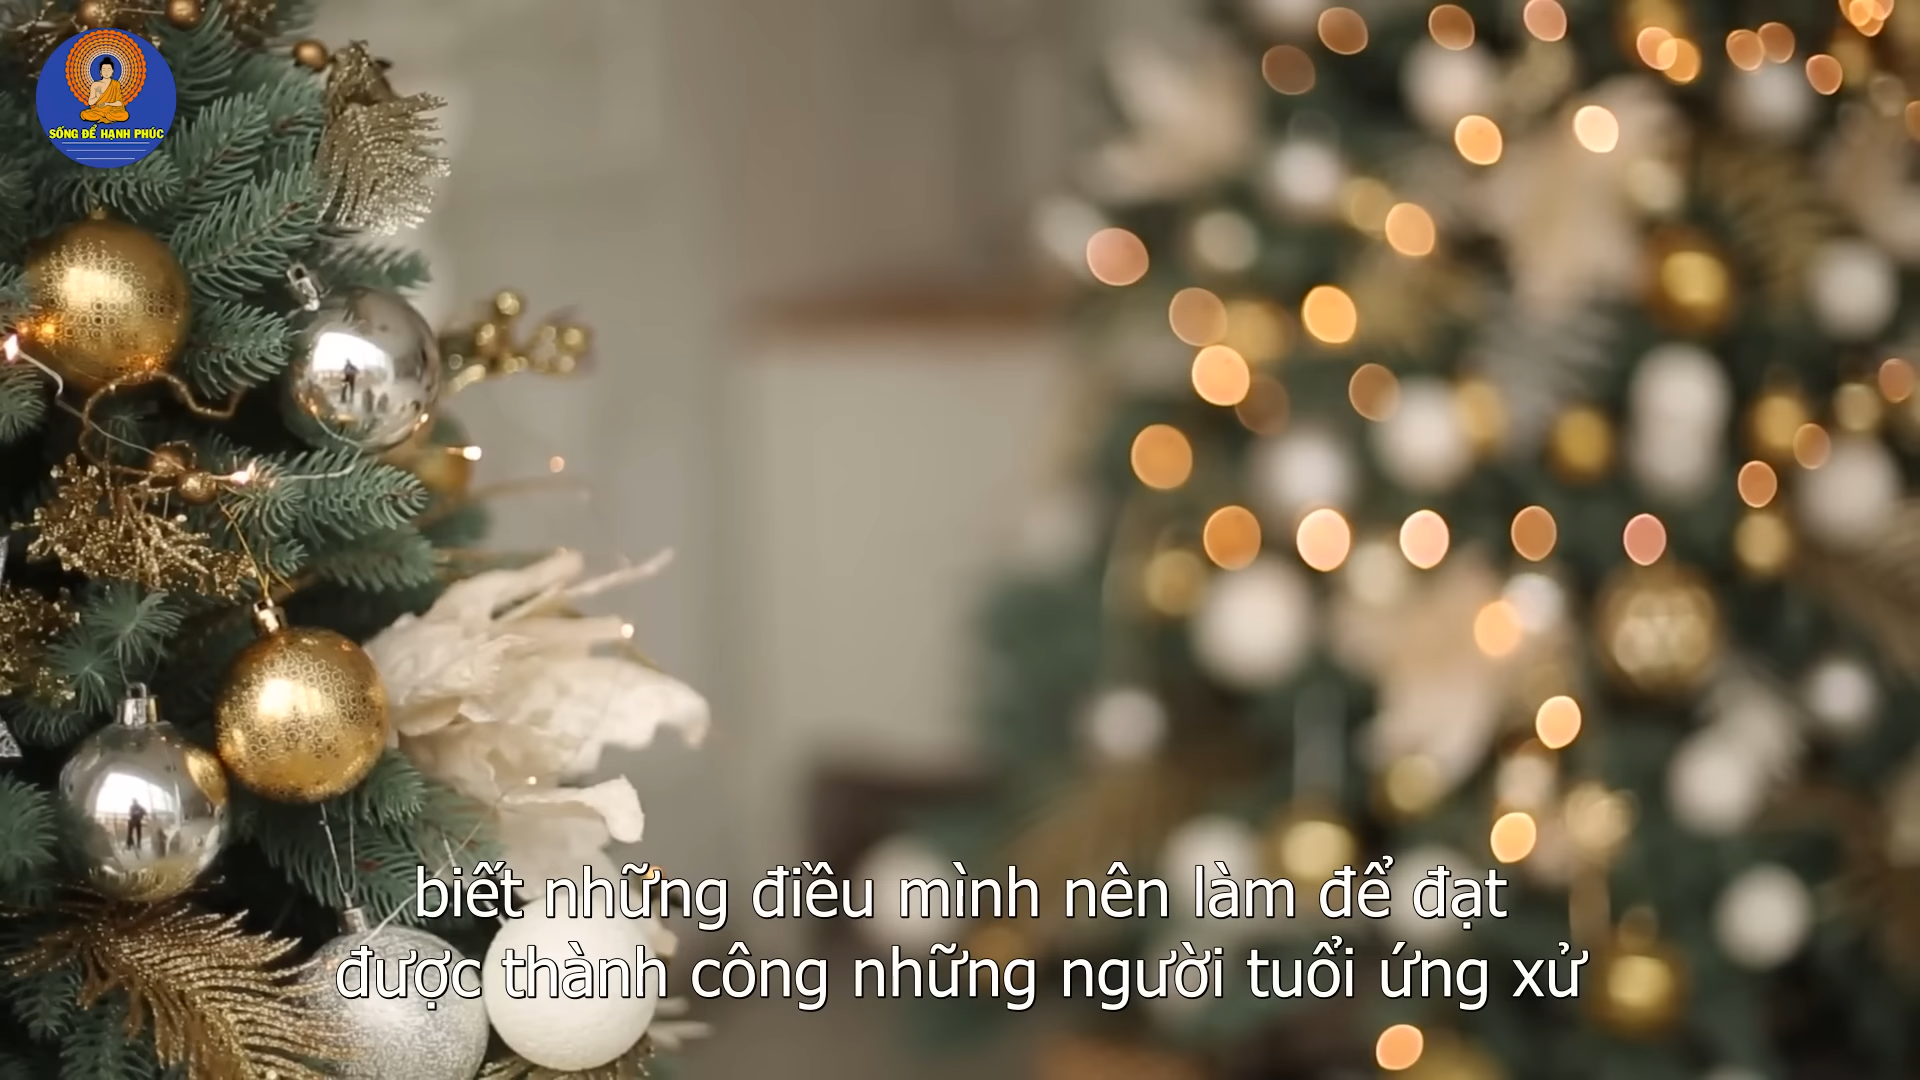 SỐNG ĐỂ HẠNH PHÚC
biết những điều mình nên làm để đạt
được thành công những người tuổi ứng xử